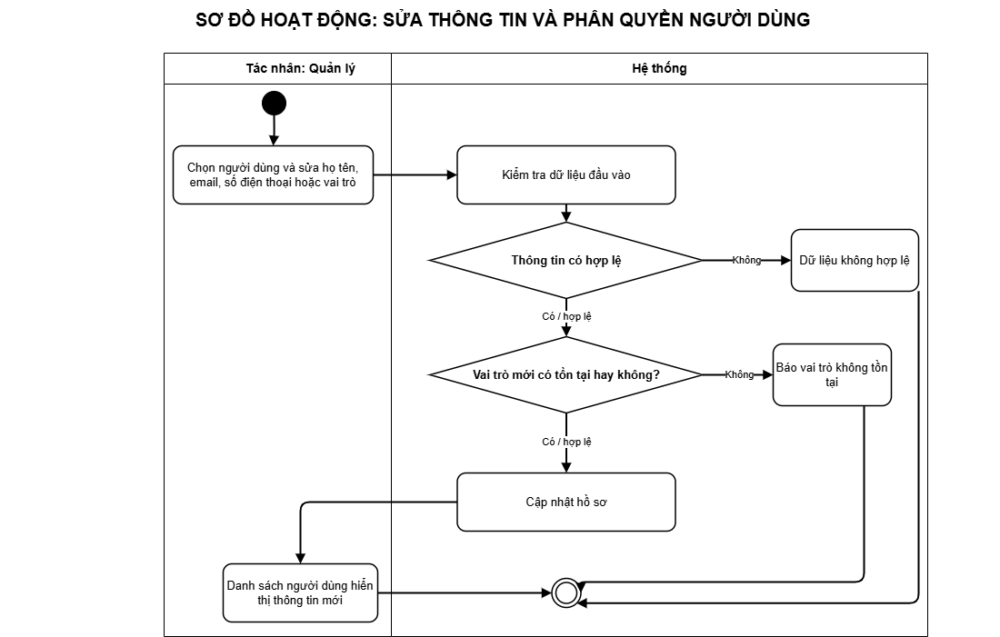 SƠ ĐỒ HOẠT ĐỘNG: SỬA THÔNG TIN VÀ PHÂN QUYỀN NGƯỜI DÙNG
Tác nhân: Quản lý
Hệ thống
Chọn người dùng và sửa họ tên,
email, số điện thoại hoặc vai trò
Kiểm tra dữ liệu đầu vào
Thông tin có hợp lệ
Không
Dữ liệu không hợp lệ
Có / hợp lệ
Vai trò mới có tồn tại hay không?
Không
Báo vai trò không tồn
tại
Có / hợp lệ
Cập nhật hồ sơ
Danh sách người dùng hiển
thị thông tin mới